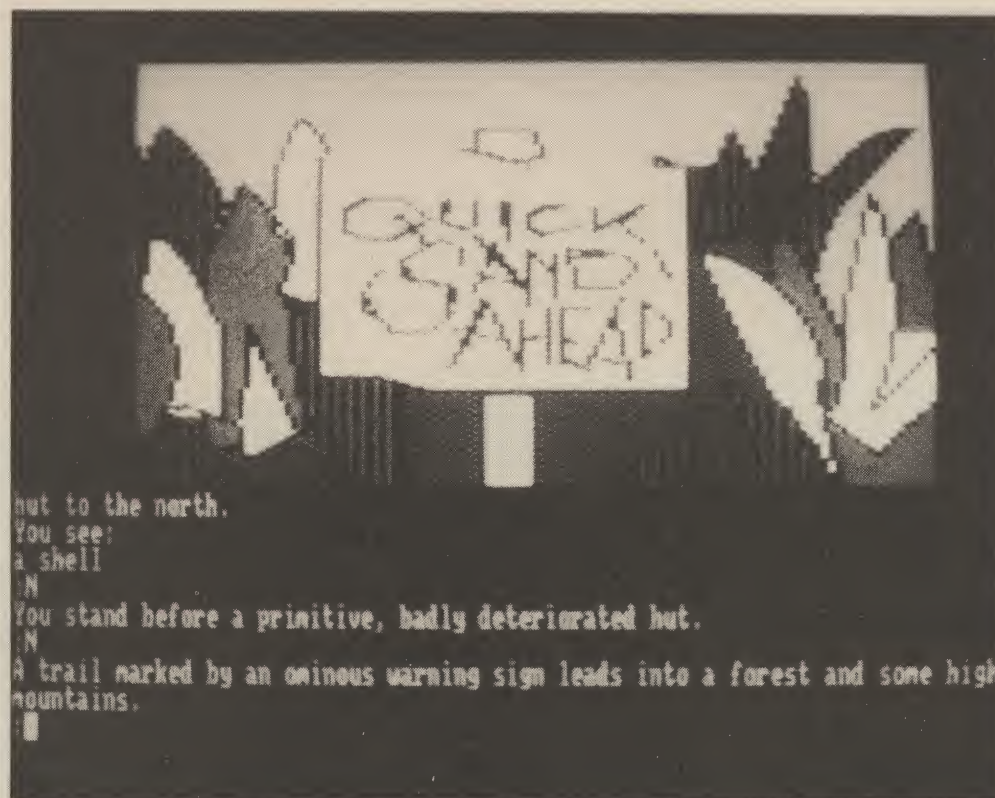 QUICK
SAND
AHEAD
hut to the north.
You see:
a shell
:N
You stand before a primitive, badly deteriorated hut.
:N
A trail marked by an ominous warning sign leads into a forest and some high
mountains.
: